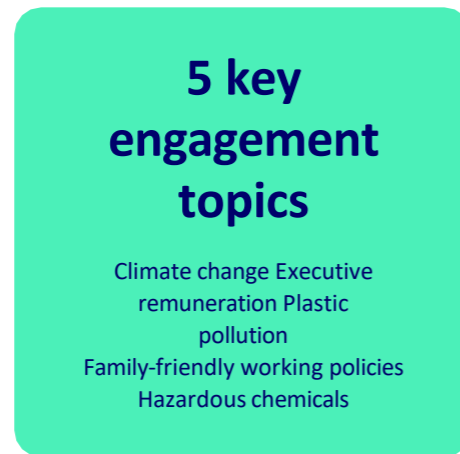 5 key
engagement
topics
Climate change Executive
remuneration Plastic
pollution
Family-friendly working policies
Hazardous chemicals